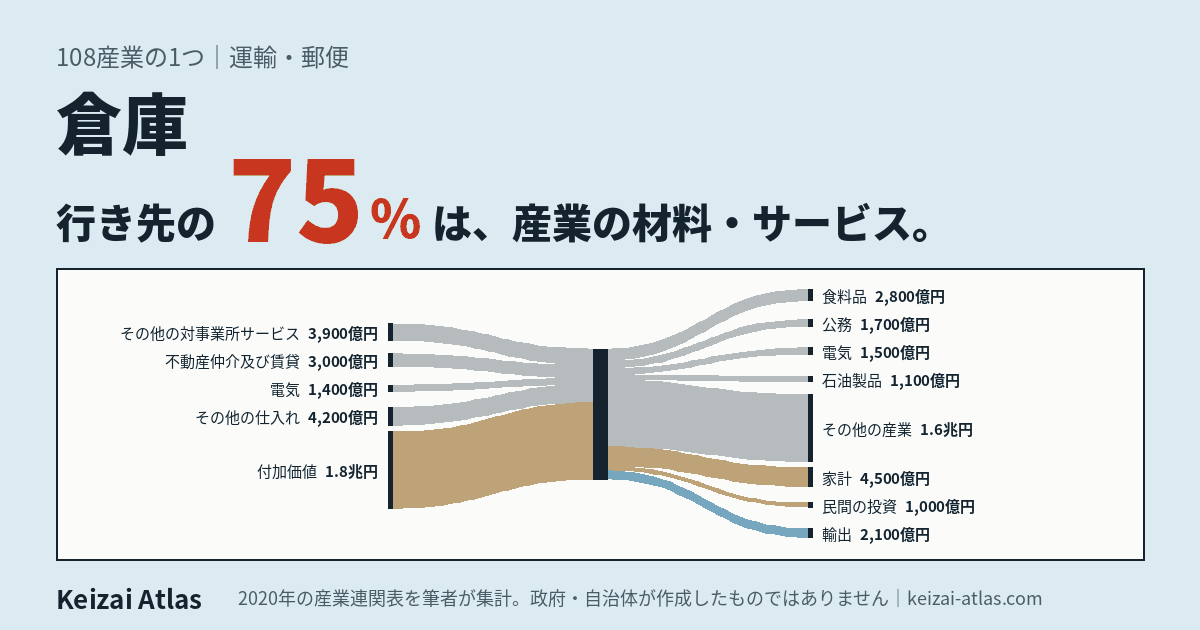 108産業の1つ｜運輸・郵便
倉庫
行き先の 75% は、産業の材料・サービス。
その他の対事業所サービス 3,900億円
不動産仲介及び賃貸 3,000億円
電気 1,400億円
その他の仕入れ 4,200億円
付加価値 1.8兆円
食料品 2,800億円
公務 1,700億円
電気 1,500億円
石油製品 1,100億円
その他の産業 1.6兆円
家計 4,500億円
民間の投資 1,000億円
輸出 2,100億円
Keizai Atlas 2020年の産業連関表を筆者が集計。政府・自治体が作成したものではありません｜keizai-atlas.com